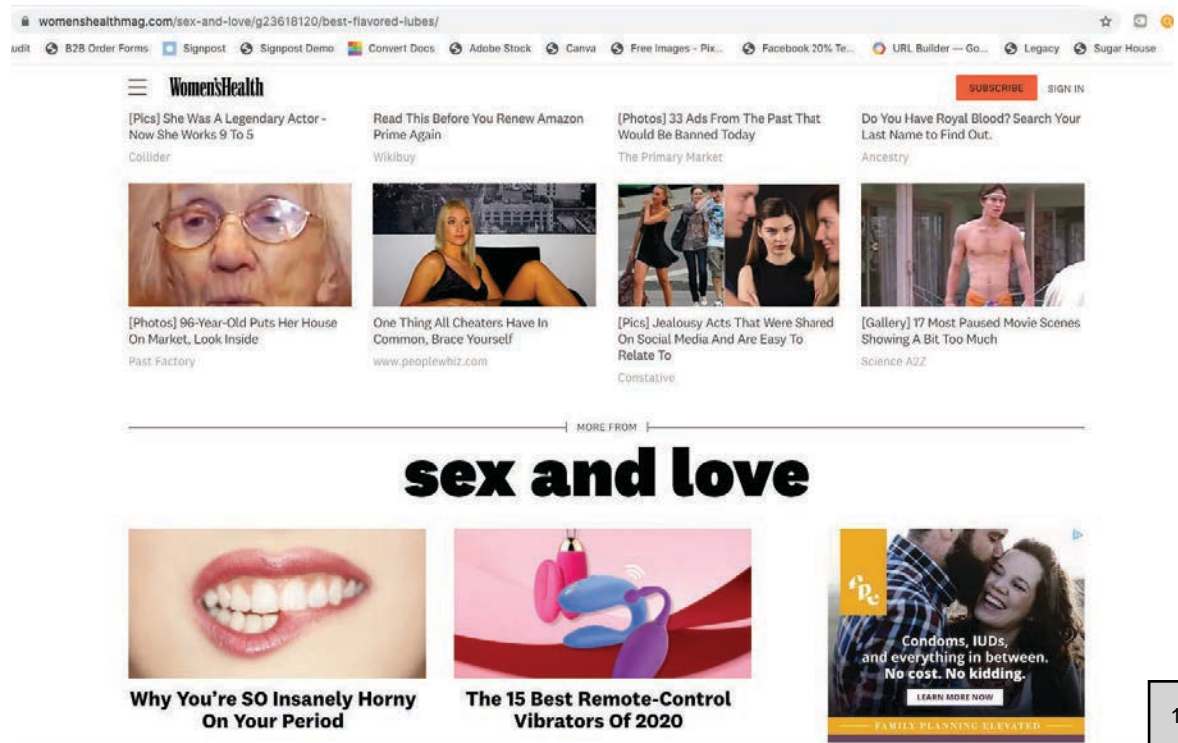 womenshealthmag.com/sex-and-love/g23618120/best-flavored-lubes/
udit B2B Order Forms Signpost Signpost Demo Convert Docs Adobe Stock Canva Free Images - Pix... Facebook 20% Te... URL Builder — Go... Legacy Sugar House
Women'sHealth
SUBSCRIBE SIGN IN
[Pics] She Was A Legendary Actor -
Now She Works 9 To 5
Collider
Read This Before You Renew Amazon
Prime Again
Wikibuy
[Photos] 33 Ads From The Past That
Would Be Banned Today
The Primary Market
Do You Have Royal Blood? Search Your
Last Name to Find Out.
Ancestry
[Photos] 96-Year-Old Puts Her House
On Market, Look Inside
Past Factory
One Thing All Cheaters Have In
Common, Brace Yourself
www.peoplewhiz.com
[Pics] Jealousy Acts That Were Shared
On Social Media And Are Easy To
Relate To
Constative
[Gallery] 17 Most Paused Movie Scenes
Showing A Bit Too Much
Science A2Z
MORE FROM
sex and love
Why You're SO Insanely Horny
On Your Period
The 15 Best Remote-Control
Vibrators Of 2020
fpe
Condoms, IUDs,
and everything in between.
No cost. No kidding.
LEARN MORE NOW
FAMILY PLANNING ELEVATED
1